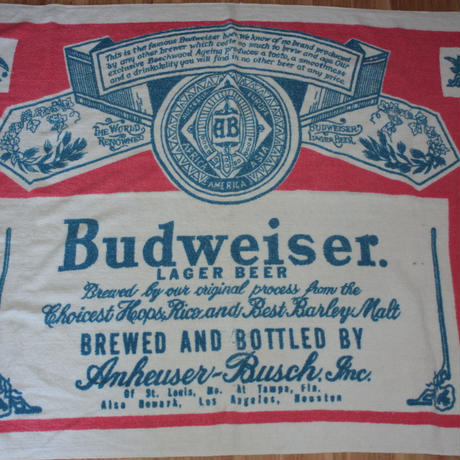 This is the famous Budweiser beer. We know of no brand produced
by any other brewer which costs so much to brew and age. Our
exclusive Beechwood Ageing produces a taste, a smoothness
and a drinkability you will find in no other beer at any price.
THE WORLD
RENOWNED
BUDWEISER
LAGER BEER
AB
AFRICA
AMERICA
ASIA
Budweiser.
LAGER BEER
Brewed by our original process from the
Choicest Hops, Rice and Best Barley Malt
BREWED AND BOTTLED BY
Anheuser-Busch, Inc.
Of St. Louis, Mo. At Tampa, Fla.
Also Newark, Los Angeles, Houston